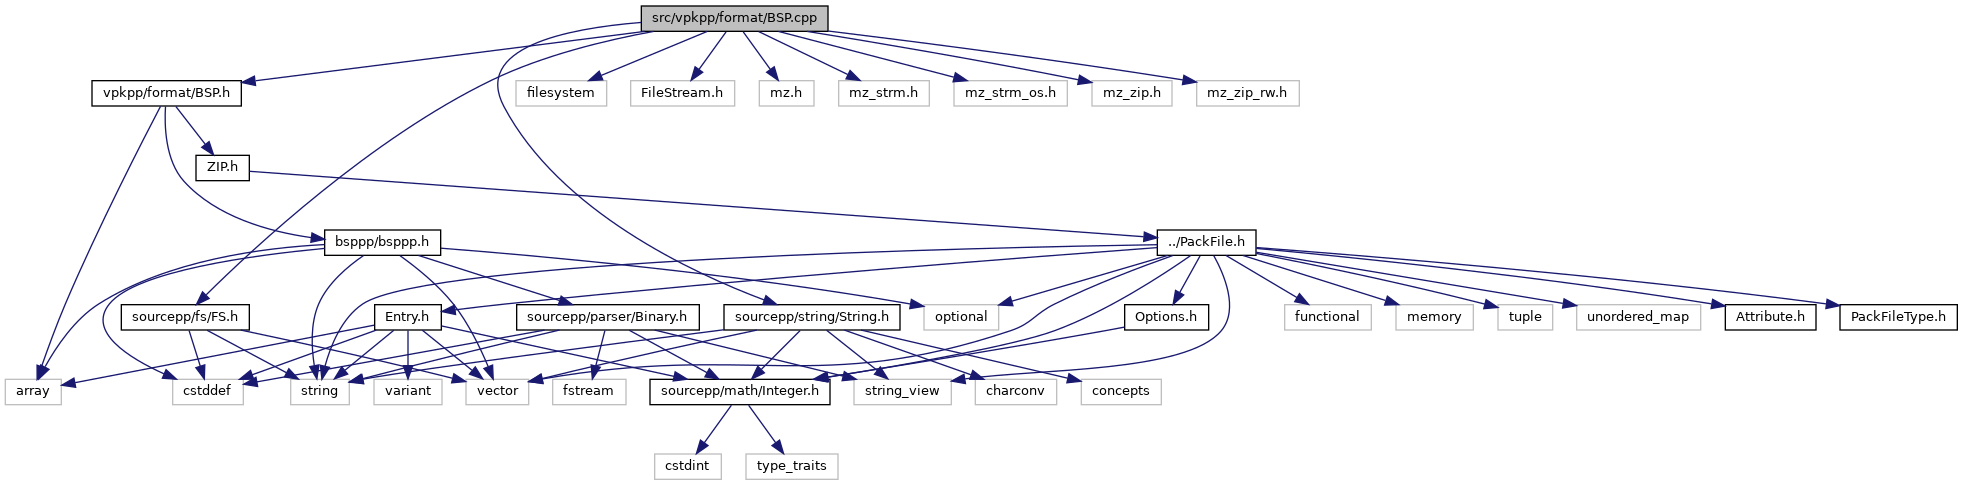 src/vpkpp/format/BSP.cpp
vpkpp/format/BSP.h
filesystem
FileStream.h
mz.h
mz_strm.h
mz_strm_os.h
mz_zip.h
mz_zip_rw.h
ZIP.h
bsppp/bsppp.h
../PackFile.h
sourcepp/fs/FS.h
Entry.h
sourcepp/parser/Binary.h
sourcepp/string/String.h
optional
Options.h
functional
memory
tuple
unordered_map
Attribute.h
PackFileType.h
array
cstddef
string
variant
vector
fstream
sourcepp/math/Integer.h
string_view
charconv
concepts
cstdint
type_traits